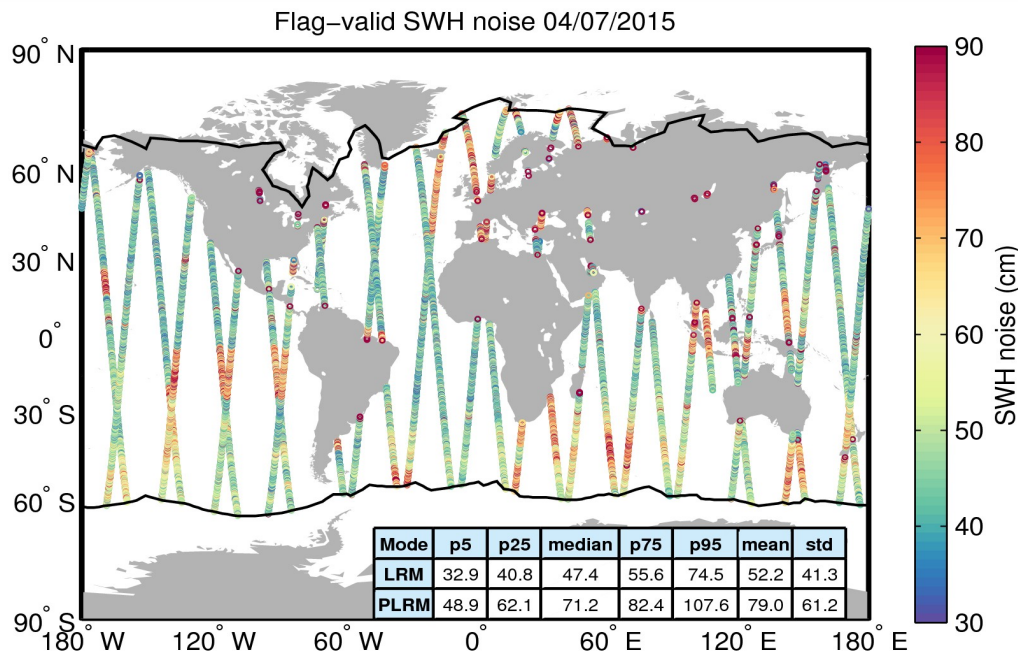 Flag−valid SWH noise 04/07/2015
90° N
60° N
30° N
0°
30° S
60° S
90° S
180° W
120° W
60° W
0°
60° E
120° E
180° E
Mode p5 p25 median p75 p95 mean std
LRM 32.9 40.8 47.4 55.6 74.5 52.2 41.3
PLRM 48.9 62.1 71.2 82.4 107.6 79.0 61.2
90
80
70
60
50
40
30
SWH noise (cm)